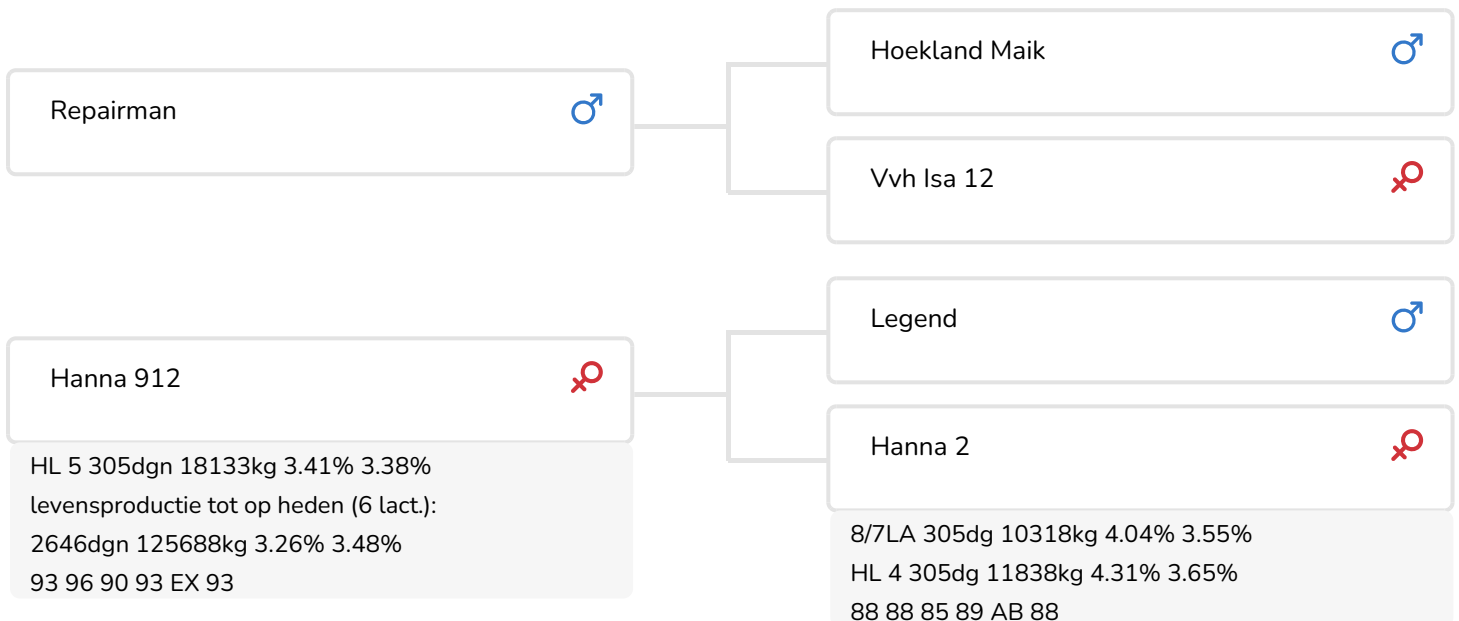 Repairman
Hoekland Maik
Vvh Isa 12
Hanna 912
HL 5 305dgn 18133kg 3.41% 3.38%
levensproductie tot op heden (6 lact.):
2646dgn 125688kg 3.26% 3.48%
93 96 90 93 EX 93
Legend
Hanna 2
8/7LA 305dg 10318kg 4.04% 3.55%
HL 4 305dg 11838kg 4.31% 3.65%
88 88 85 89 AB 88